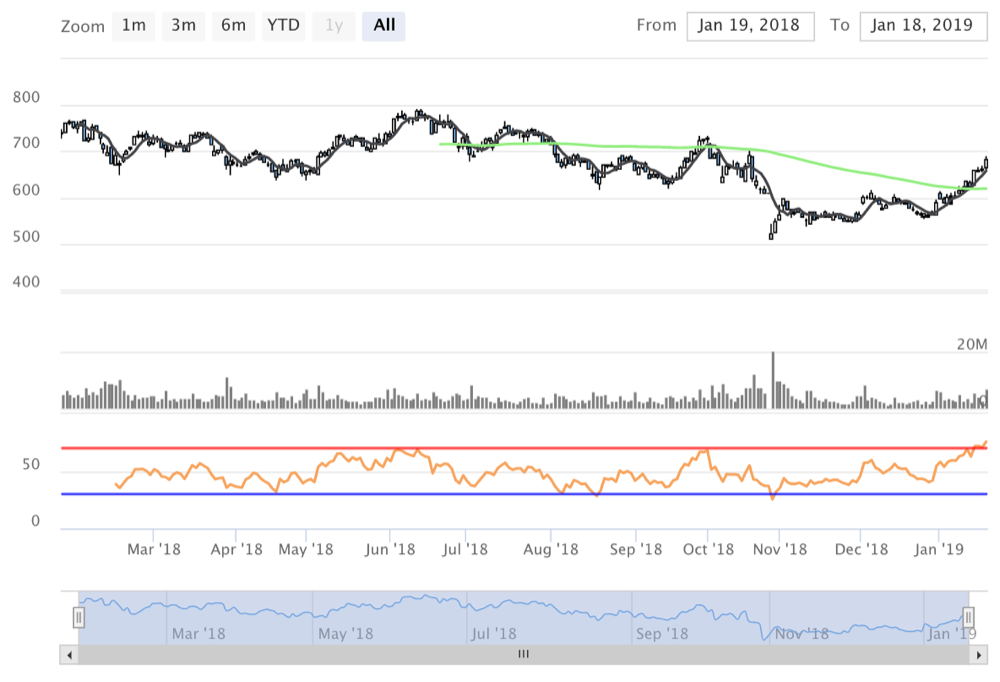 Zoom 1m 3m 6m YTD 1y All From Jan 19, 2018 To Jan 18, 2019
800
700
600
500
400
20M
0
50
0
Mar '18 Apr '18 May '18 Jun '18 Jul '18 Aug '18 Sep '18 Oct '18 Nov '18 Dec '18 Jan '19
Mar '18 May '18 Jul '18 Sep '18 Nov '18 Jan '19